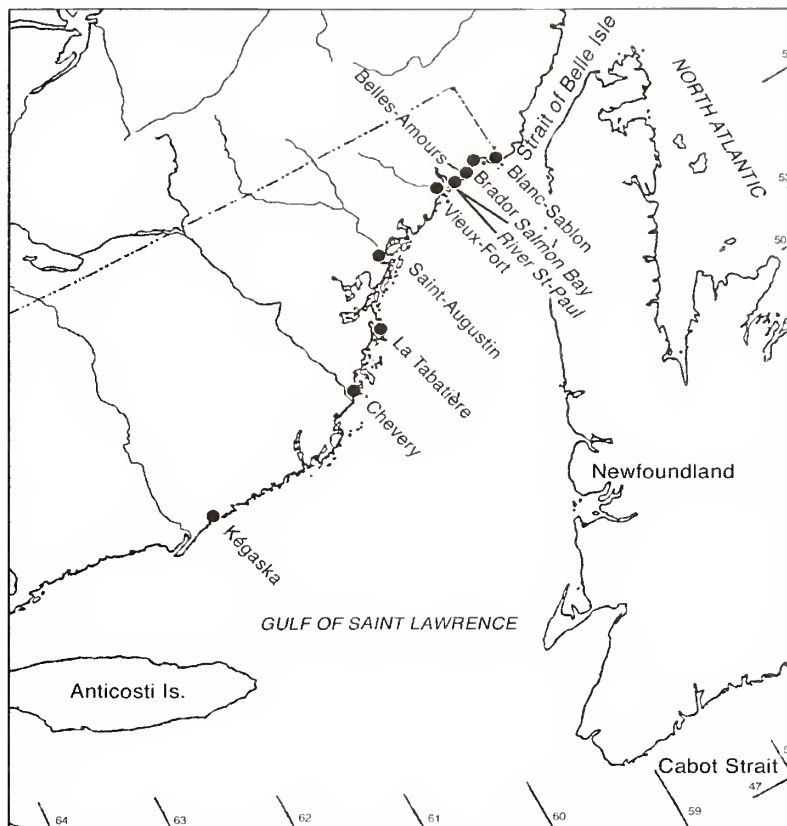 Strait of Belle Isle
NORTH ATLANTIC
Belles-Amours
Blanc-Sablon
Brador
Salmon Bay
River St-Paul
Vieux-Fort
Saint-Augustin
La Tabatière
Chevery
Kégaska
Newfoundland
GULF OF SAINT LAWRENCE
Anticosti Is.
Cabot Strait
53
50
47
64
63
62
61
60
59